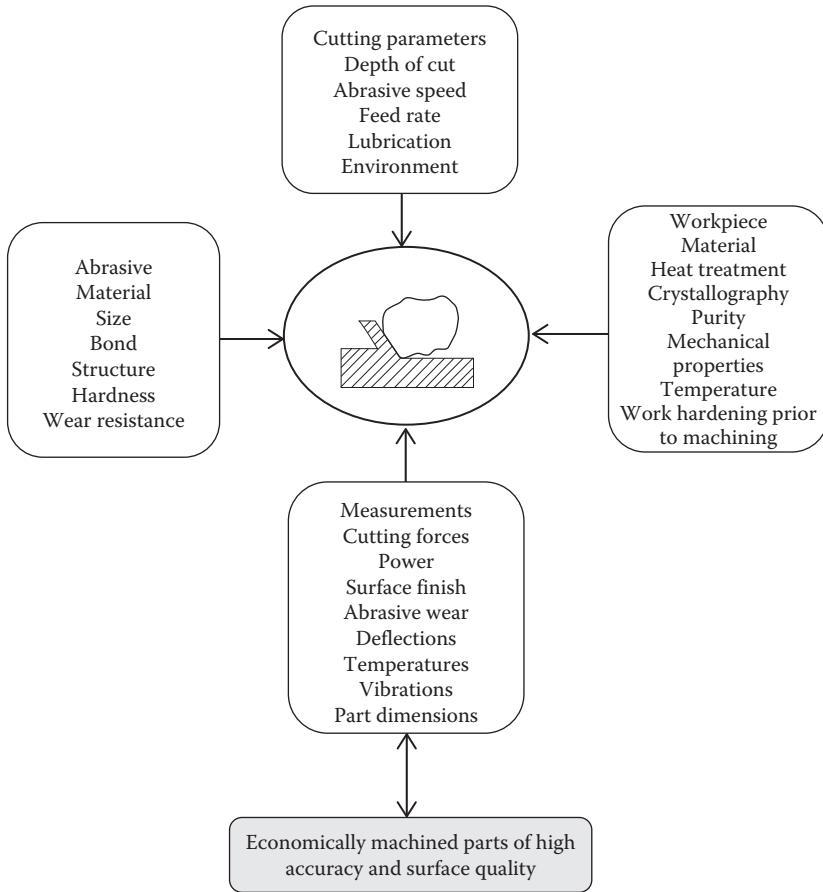 Cutting parameters
Depth of cut
Abrasive speed
Feed rate
Lubrication
Environment
Abrasive
Material
Size
Bond
Structure
Hardness
Wear resistance
Workpiece
Material
Heat treatment
Crystallography
Purity
Mechanical
properties
Temperature
Work hardening prior
to machining
Measurements
Cutting forces
Power
Surface finish
Abrasive wear
Deflections
Temperatures
Vibrations
Part dimensions
Economically machined parts of high
accuracy and surface quality